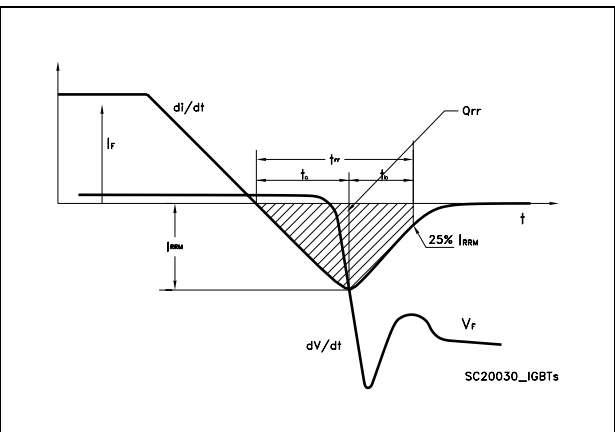 di/dt
Qrr
IF
trr
ta
tb
IRRM
25% IRRM
t
dV/dt
VF
SC20030_IGBTs